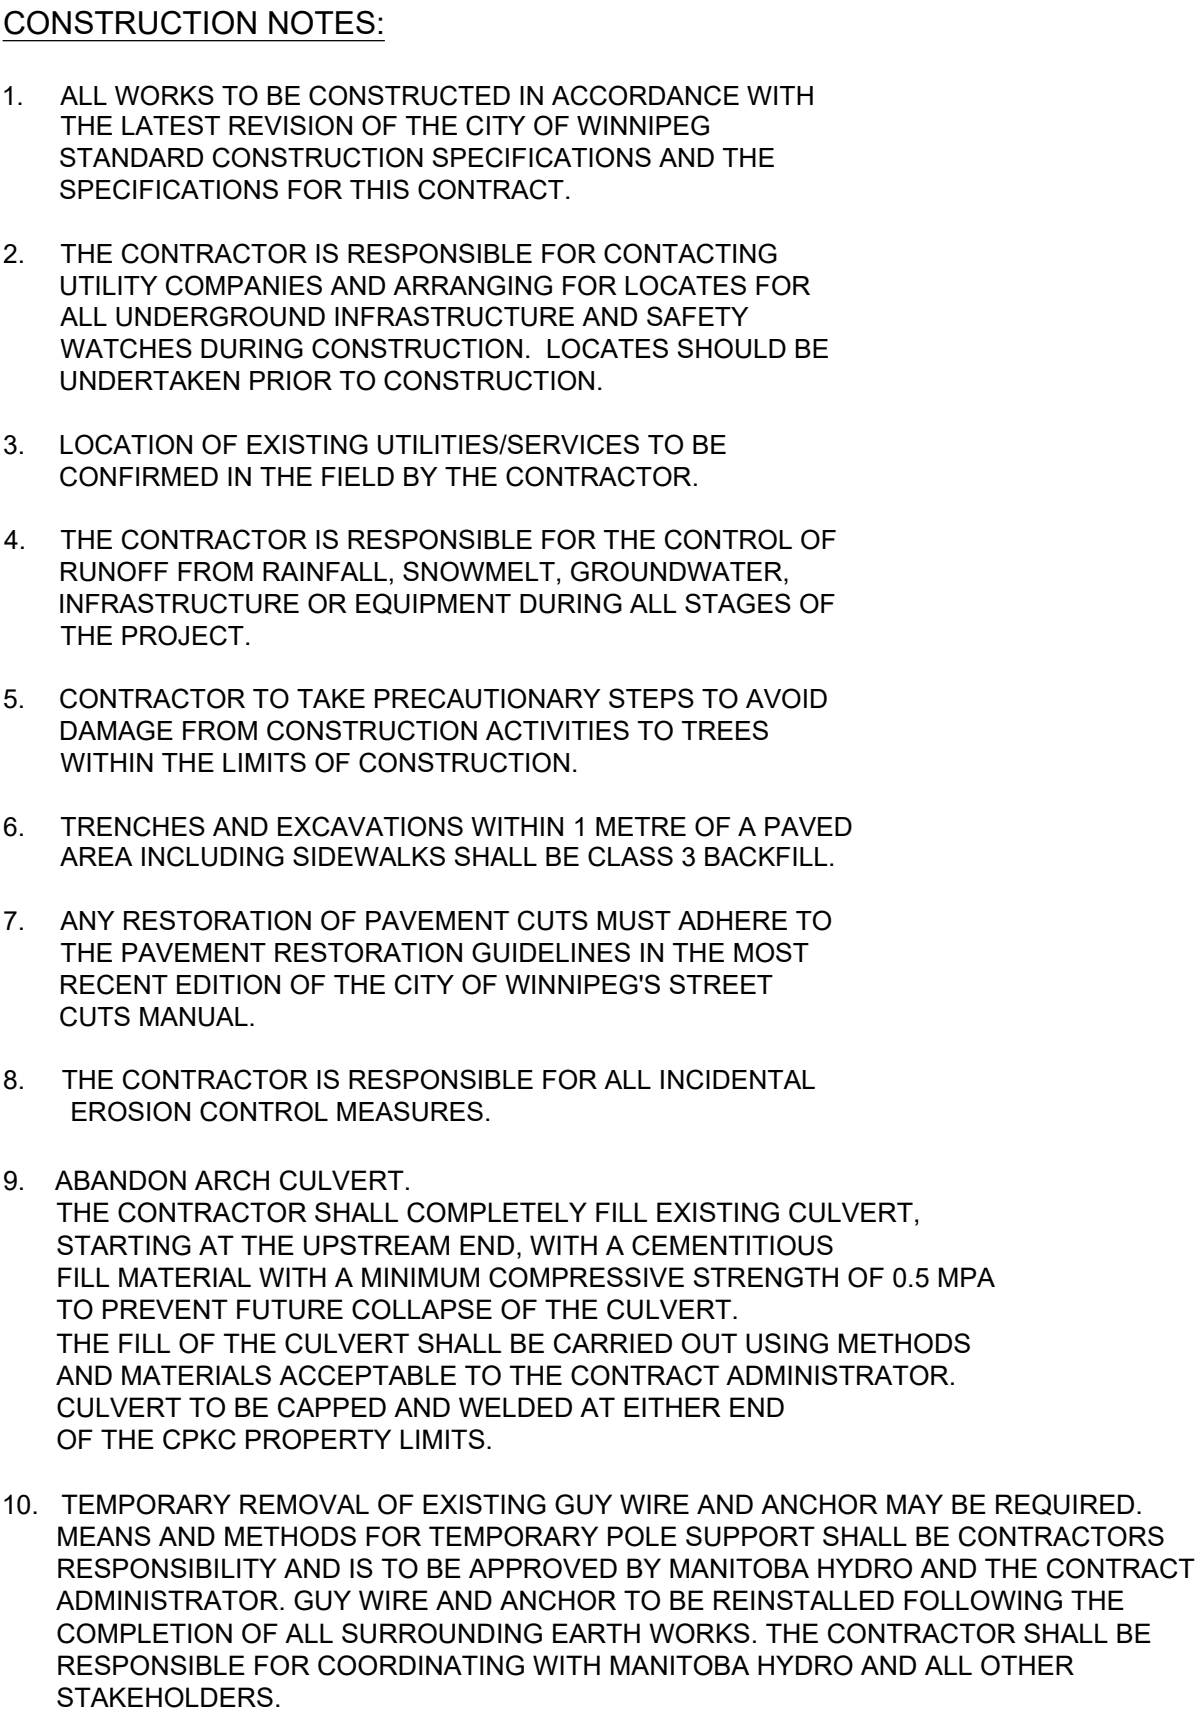 CONSTRUCTION NOTES:
1. ALL WORKS TO BE CONSTRUCTED IN ACCORDANCE WITH
THE LATEST REVISION OF THE CITY OF WINNIPEG
STANDARD CONSTRUCTION SPECIFICATIONS AND THE
SPECIFICATIONS FOR THIS CONTRACT.
2. THE CONTRACTOR IS RESPONSIBLE FOR CONTACTING
UTILITY COMPANIES AND ARRANGING FOR LOCATES FOR
ALL UNDERGROUND INFRASTRUCTURE AND SAFETY
WATCHES DURING CONSTRUCTION. LOCATES SHOULD BE
UNDERTAKEN PRIOR TO CONSTRUCTION.
3. LOCATION OF EXISTING UTILITIES/SERVICES TO BE
CONFIRMED IN THE FIELD BY THE CONTRACTOR.
4. THE CONTRACTOR IS RESPONSIBLE FOR THE CONTROL OF
RUNOFF FROM RAINFALL, SNOWMELT, GROUNDWATER,
INFRASTRUCTURE OR EQUIPMENT DURING ALL STAGES OF
THE PROJECT.
5. CONTRACTOR TO TAKE PRECAUTIONARY STEPS TO AVOID
DAMAGE FROM CONSTRUCTION ACTIVITIES TO TREES
WITHIN THE LIMITS OF CONSTRUCTION.
6. TRENCHES AND EXCAVATIONS WITHIN 1 METRE OF A PAVED
AREA INCLUDING SIDEWALKS SHALL BE CLASS 3 BACKFILL.
7. ANY RESTORATION OF PAVEMENT CUTS MUST ADHERE TO
THE PAVEMENT RESTORATION GUIDELINES IN THE MOST
RECENT EDITION OF THE CITY OF WINNIPEG'S STREET
CUTS MANUAL.
8. THE CONTRACTOR IS RESPONSIBLE FOR ALL INCIDENTAL
EROSION CONTROL MEASURES.
9. ABANDON ARCH CULVERT.
THE CONTRACTOR SHALL COMPLETELY FILL EXISTING CULVERT,
STARTING AT THE UPSTREAM END, WITH A CEMENTITIOUS
FILL MATERIAL WITH A MINIMUM COMPRESSIVE STRENGTH OF 0.5 MPA
TO PREVENT FUTURE COLLAPSE OF THE CULVERT.
THE FILL OF THE CULVERT SHALL BE CARRIED OUT USING METHODS
AND MATERIALS ACCEPTABLE TO THE CONTRACT ADMINISTRATOR.
CULVERT TO BE CAPPED AND WELDED AT EITHER END
OF THE CPKC PROPERTY LIMITS.
10. TEMPORARY REMOVAL OF EXISTING GUY WIRE AND ANCHOR MAY BE REQUIRED.
MEANS AND METHODS FOR TEMPORARY POLE SUPPORT SHALL BE CONTRACTORS
RESPONSIBILITY AND IS TO BE APPROVED BY MANITOBA HYDRO AND THE CONTRACT
ADMINISTRATOR. GUY WIRE AND ANCHOR TO BE REINSTALLED FOLLOWING THE
COMPLETION OF ALL SURROUNDING EARTH WORKS. THE CONTRACTOR SHALL BE
RESPONSIBLE FOR COORDINATING WITH MANITOBA HYDRO AND ALL OTHER
STAKEHOLDERS.